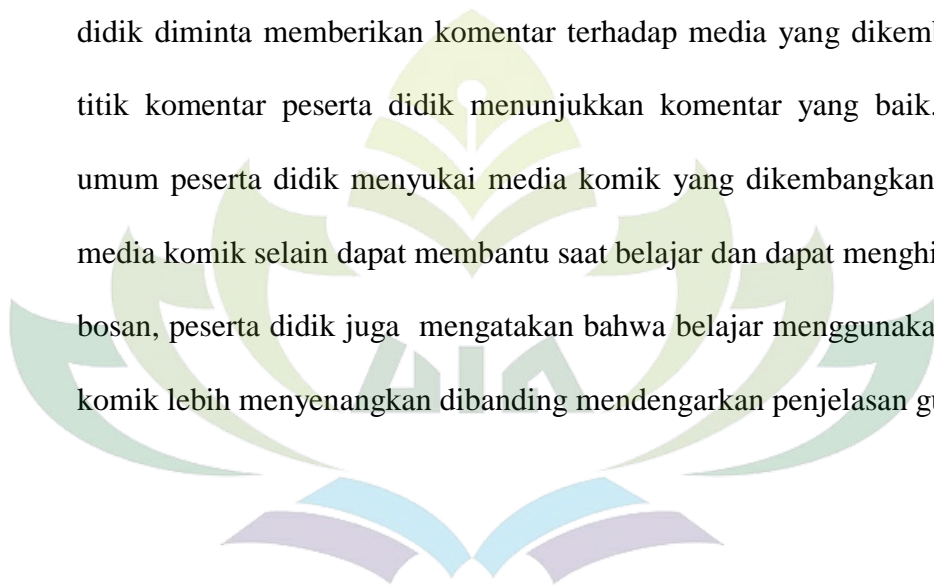 didik diminta memberikan komentar terhadap media yang dikem
titik komentar peserta didik menunjukkan komentar yang baik.
umum peserta didik menyukai media komik yang dikembangkan
media komik selain dapat membantu saat belajar dan dapat menghi
bosan, peserta didik juga mengatakan bahwa belajar menggunaka
komik lebih menyenangkan dibanding mendengarkan penjelasan gu
UIN